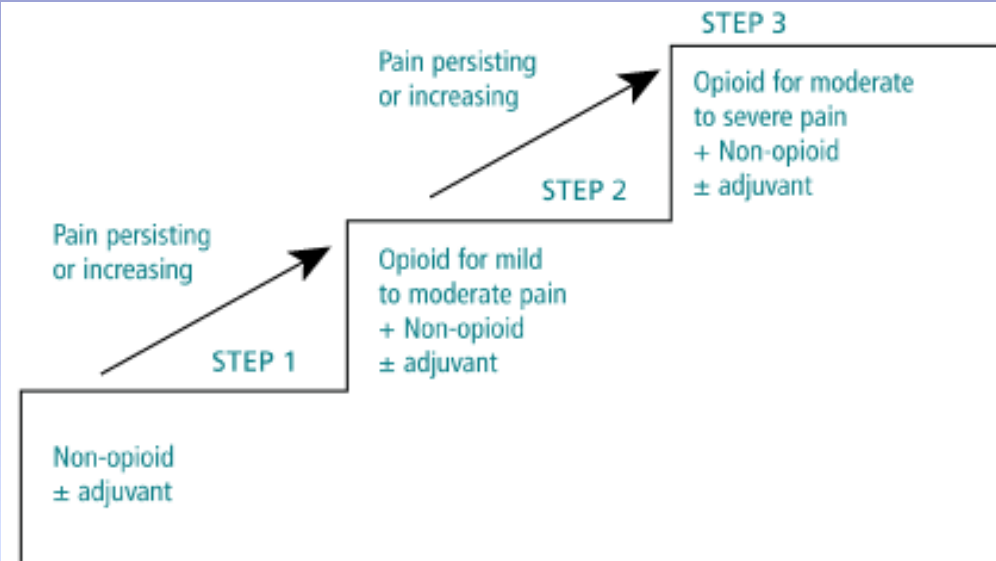 STEP 3
Pain persisting
or increasing
Opioid for moderate
to severe pain
+ Non-opioid
± adjuvant
STEP 2
Pain persisting
or increasing
Opioid for mild
to moderate pain
+ Non-opioid
± adjuvant
STEP 1
Non-opioid
± adjuvant